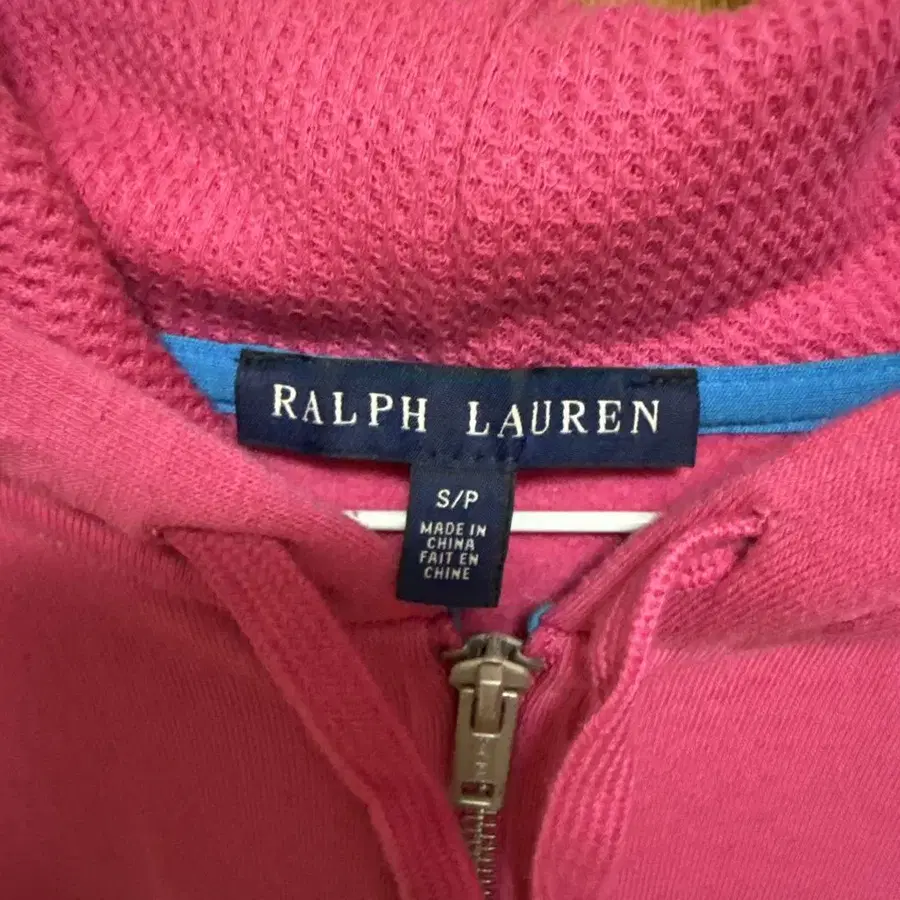 RALPH LAUREN
S/P
MADE IN
CHINA
FAIT EN
CHINE